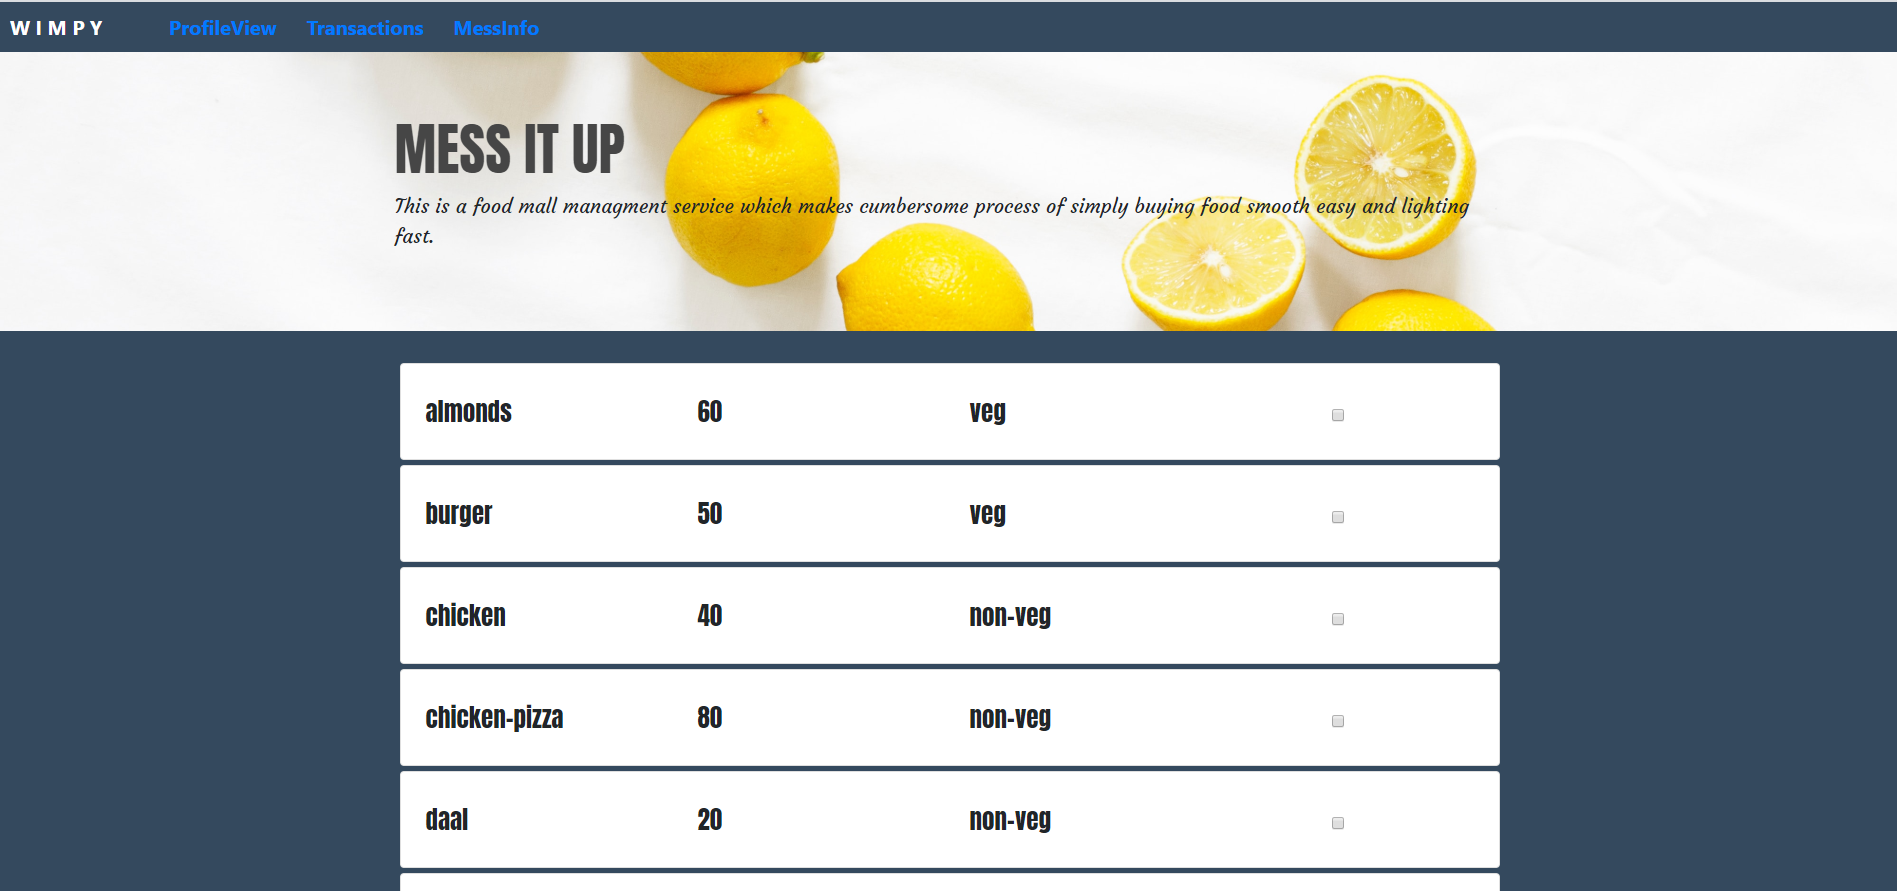 WIMPY ProfileView Transactions MessInfo
MESS IT UP
This is a food mall managment service which makes cumbersome process of simply buying food smooth easy and lighting
fast.
almonds 60 veg
burger 50 veg
chicken 40 non-veg
chicken-pizza 80 non-veg
daal 20 non-veg